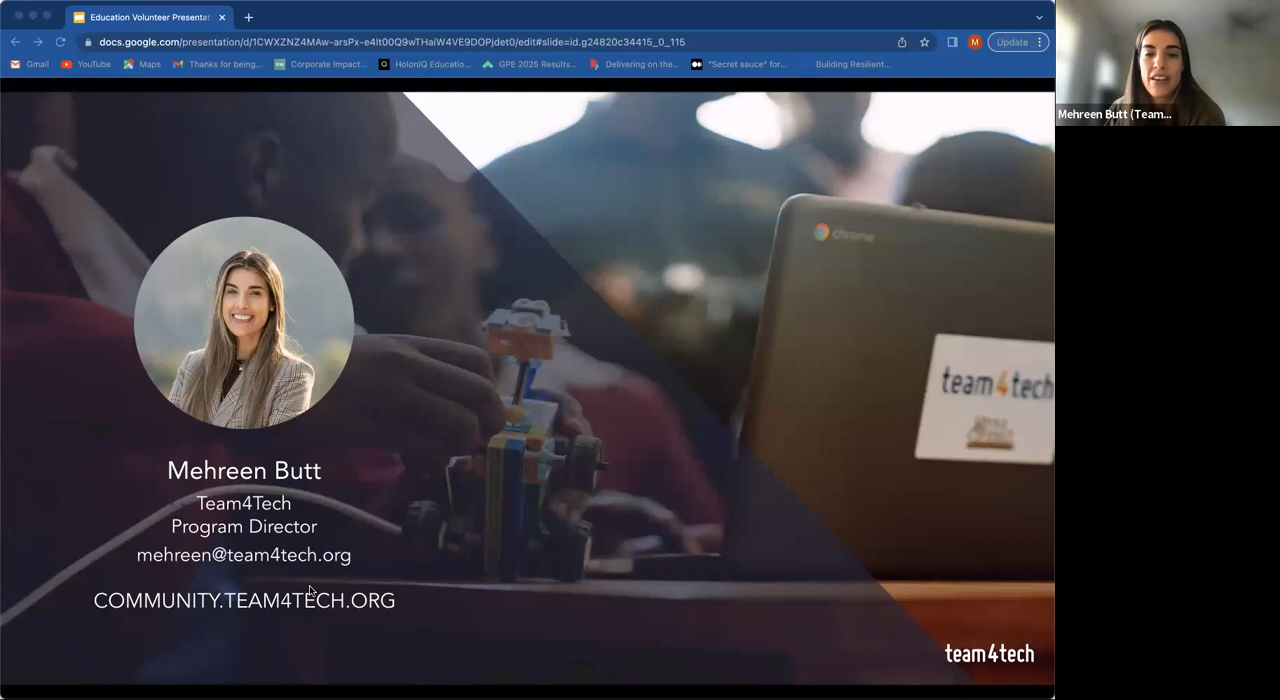 Education Volunteer Presentat
docs.google.com/presentation/d/1CWXZNZ4MAw-arsPx-e4lt00Q9wTHaiW4VE9DOPjdet0/edit#slide=id.g24820c34415_0_115
M
Update
Gmail
YouTube
Maps
Thanks for being...
Corporate Impact...
HolonIQ Educatio...
GPE 2025 Results...
Delivering on the...
"Secret sauce" for...
Building Resilient...
Mehreen Butt (Team...
chrome
team4tech
Mehreen Butt
Team4Tech
Program Director
mehreen@team4tech.org
COMMUNITY.TEAM4TECH.ORG
team4tech